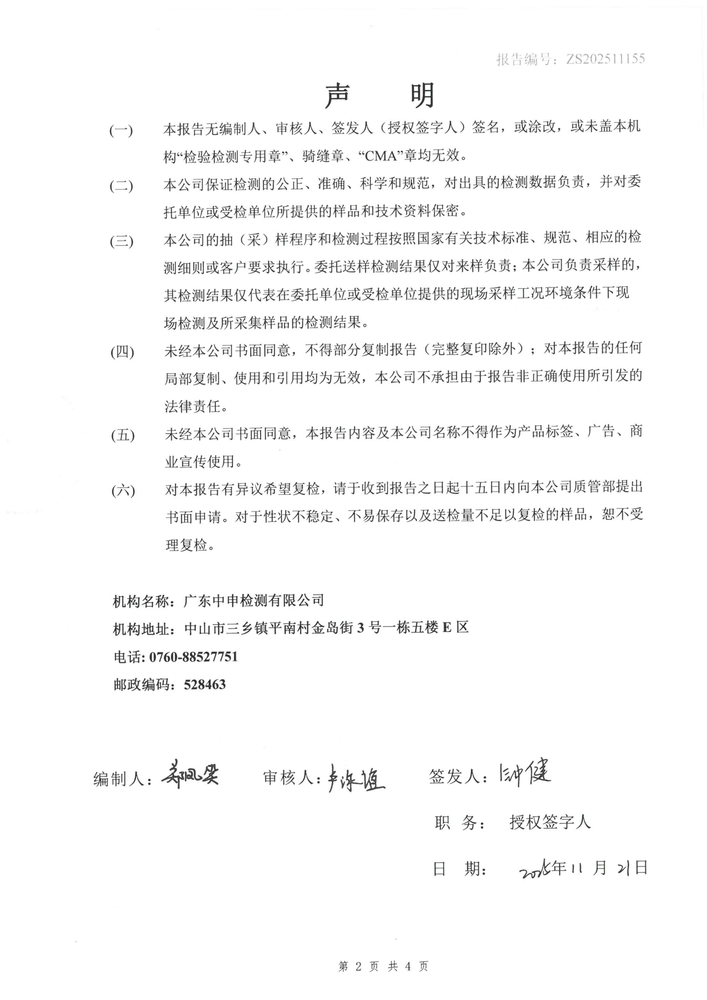 报告编号：ZS202511155
声 明
(一) 本报告无编制人、审核人、签发人（授权签字人）签名，或涂改，或未盖本机
构“检验检测专用章”、骑缝章、“CMA”章均无效。
(二) 本公司保证检测的公正、准确、科学和规范，对出具的检测数据负责，并对委
托单位或受检单位所提供的样品和技术资料保密。
(三) 本公司的抽（采）样程序和检测过程按照国家有关技术标准、规范、相应的检
测细则或客户要求执行。委托送样检测结果仅对来样负责；本公司负责采样的，
其检测结果仅代表在委托单位或受检单位提供的现场采样工况环境条件下现
场检测及所采集样品的检测结果。
(四) 未经本公司书面同意，不得部分复制报告（完整复印除外）；对本报告的任何
局部复制、使用和引用均为无效，本公司不承担由于报告非正确使用所引发的
法律责任。
(五) 未经本公司书面同意，本报告内容及本公司名称不得作为产品标签、广告、商
业宣传使用。
(六) 对本报告有异议希望复检，请于收到报告之日起十五日内向本公司质管部提出
书面申请。对于性状不稳定、不易保存以及送检量不足以复检的样品，恕不受
理复检。
机构名称：广东中申检测有限公司
机构地址：中山市三乡镇平南村金岛街 3 号一栋五楼 E 区
电话: 0760-88527751
邮政编码：528463
编制人： 审核人： 签发人：钟健
职 务： 授权签字人
日 期： 2025年 11 月 21日
第 2 页 共 4 页